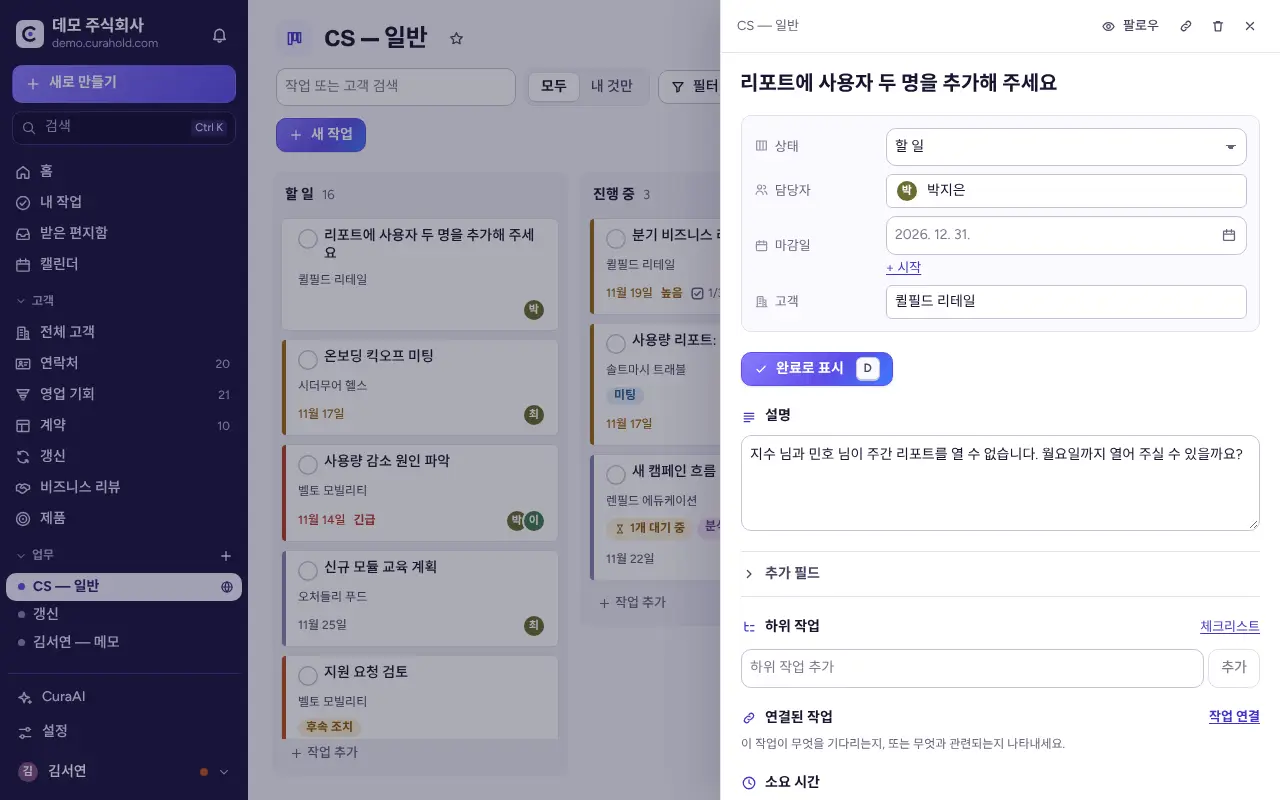 데모 주식회사
demo.curahold.com
새로 만들기
검색
Ctrl K
홈
내 작업
받은 편지함
캘린더
고객
전체 고객
연락처 20
영업 기회 21
계약 10
갱신
비즈니스 리뷰
제품
업무
CS — 일반
갱신
김서연 — 메모
CuraAI
설정
김 김서연
CS — 일반
작업 또는 고객 검색
모두
내 것만
필터
새 작업
할 일 16
리포트에 사용자 두 명을 추가해 주세
요
퀼필드 리테일
박
온보딩 킥오프 미팅
시더무어 헬스
11월 17일
최
사용량 감소 원인 파악
벨토 모빌리티
11월 14일 긴급
박 이
신규 모듈 교육 계획
오처들리 푸드
11월 25일
최
지원 요청 검토
벨토 모빌리티
후속 조치
작업 추가
진행 중 3
분기 비즈니스
퀼필드 리테일
11월 19일 높음 1/3
사용량 리포트:
솔트마시 트래블
미팅
11월 17일
새 캠페인 흐름
렌필드 에듀케이션
1개 대기 중
11월 22일
작업 추가
CS — 일반
팔로우
리포트에 사용자 두 명을 추가해 주세요
상태
할 일
담당자
박 박지은
마감일
2026. 12. 31.
+ 시작
고객
퀼필드 리테일
완료로 표시 D
설명
지수 님과 민호 님이 주간 리포트를 열 수 없습니다. 월요일까지 열어 주실 수 있을까요?
추가 필드
하위 작업
체크리스트
하위 작업 추가
추가
연결된 작업
작업 연결
이 작업이 무엇을 기다리는지, 또는 무엇과 관련되는지 나타내세요.
소요 시간